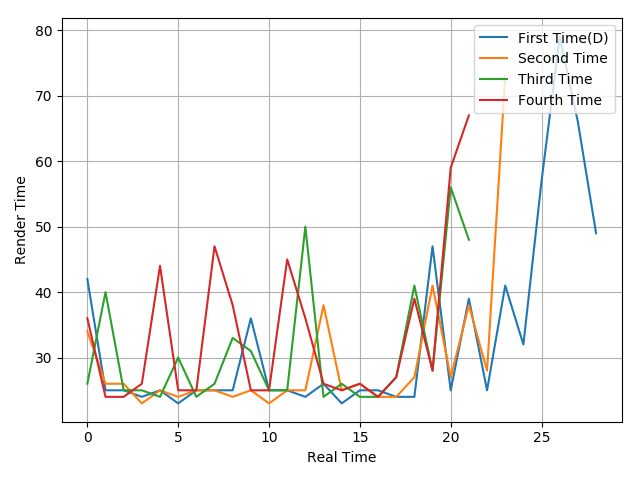 First Time(D)
Second Time
Third Time
Fourth Time
80
70
60
50
40
30
Render Time
0 5 10 15 20 25
Real Time